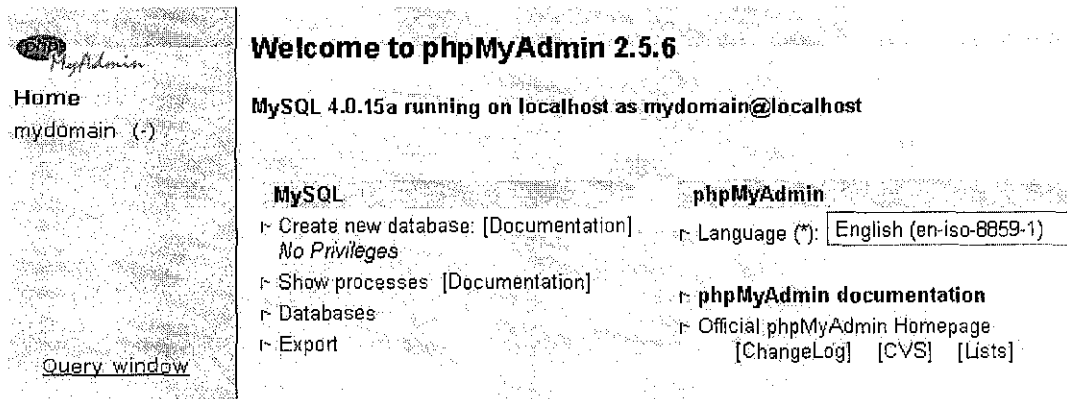 php
MyAdmin
Home
mydomain (-)
Query window
Welcome to phpMyAdmin 2.5.6
MySQL 4.0.15a running on localhost as mydomain@localhost
MySQL
Create new database: [Documentation]
No Privileges
Show processes [Documentation]
Databases
Export
phpMyAdmin
Language (*): English (en-iso-8859-1)
phpMyAdmin documentation
Official phpMyAdmin Homepage
[ChangeLog] [CVS] [Lists]